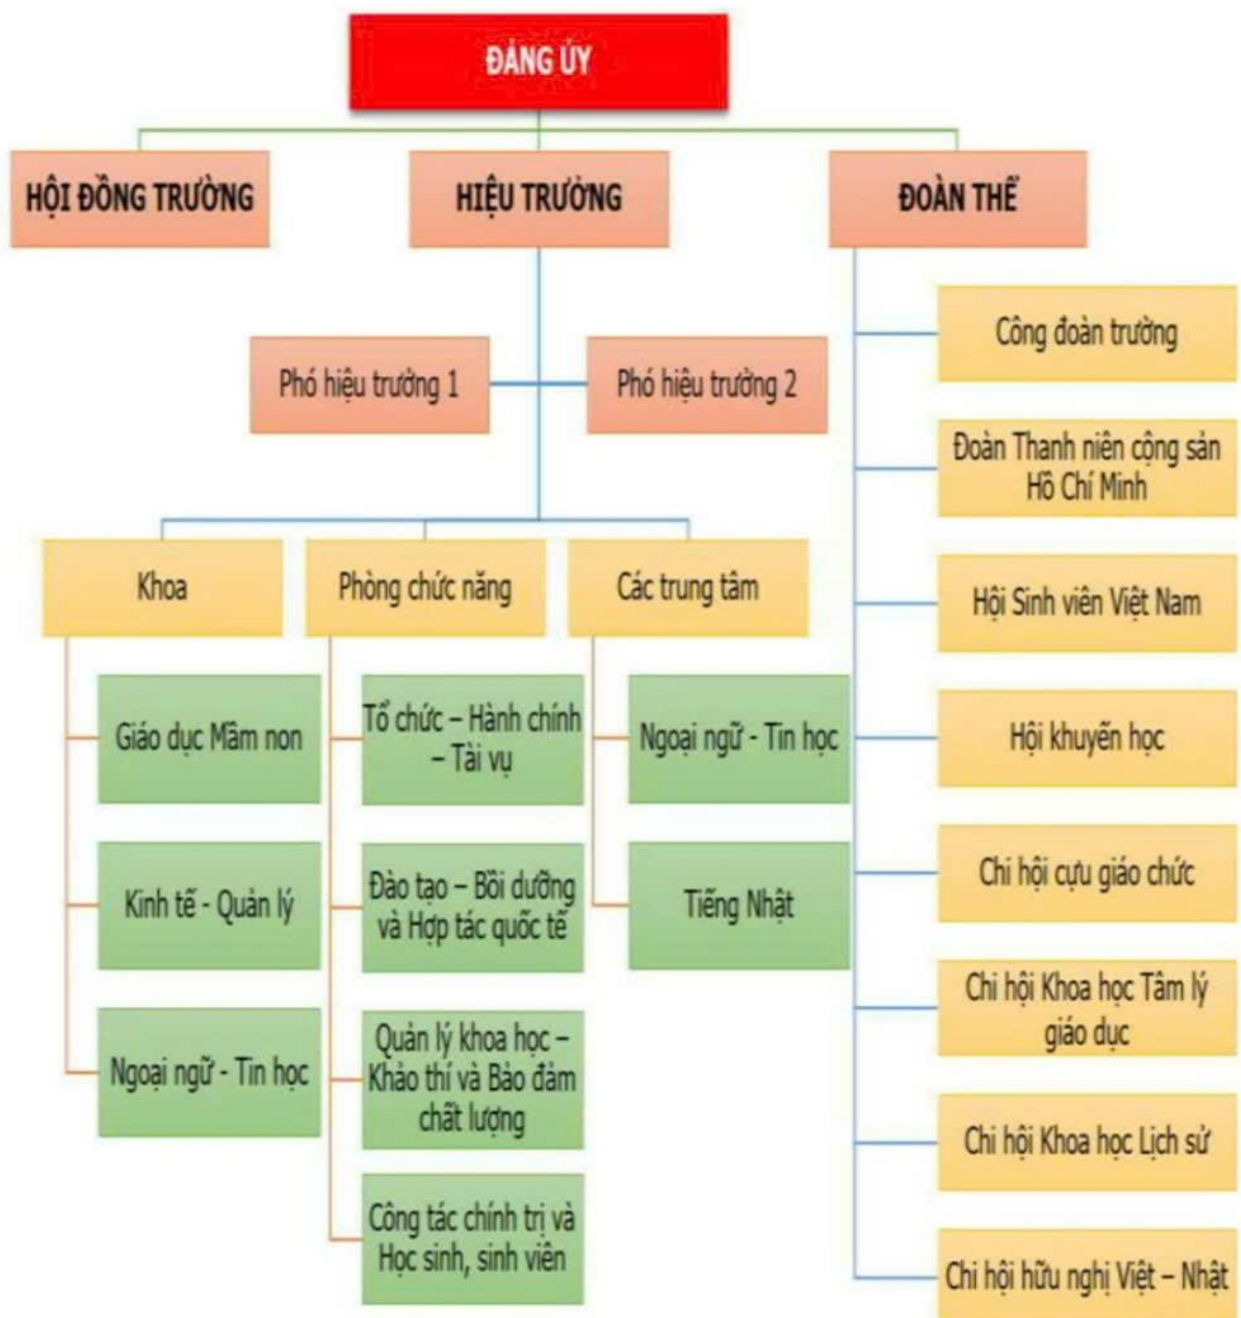 ĐẢNG ỦY
HỘI ĐỒNG TRƯỜNG
HIỆU TRƯỞNG
ĐOÀN THỂ
Phó hiệu trưởng 1
Phó hiệu trưởng 2
Khoa
Giáo dục Mầm non
Kinh tế - Quản lý
Ngoại ngữ - Tin học
Phòng chức năng
Tổ chức – Hành chính
– Tài vụ
Đào tạo – Bồi dưỡng
và Hợp tác quốc tế
Quản lý khoa học –
Khảo thí và Bảo đảm
chất lượng
Công tác chính trị và
Học sinh, sinh viên
Các trung tâm
Ngoại ngữ - Tin học
Tiếng Nhật
Công đoàn trường
Đoàn Thanh niên cộng sản
Hồ Chí Minh
Hội Sinh viên Việt Nam
Hội khuyến học
Chi hội cựu giáo chức
Chi hội Khoa học Tâm lý
giáo dục
Chi hội Khoa học Lịch sử
Chi hội hữu nghị Việt – Nhật